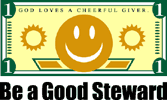 1 GOD LOVES A CHEERFUL GIVER. 1
1 1
Be a Good Steward